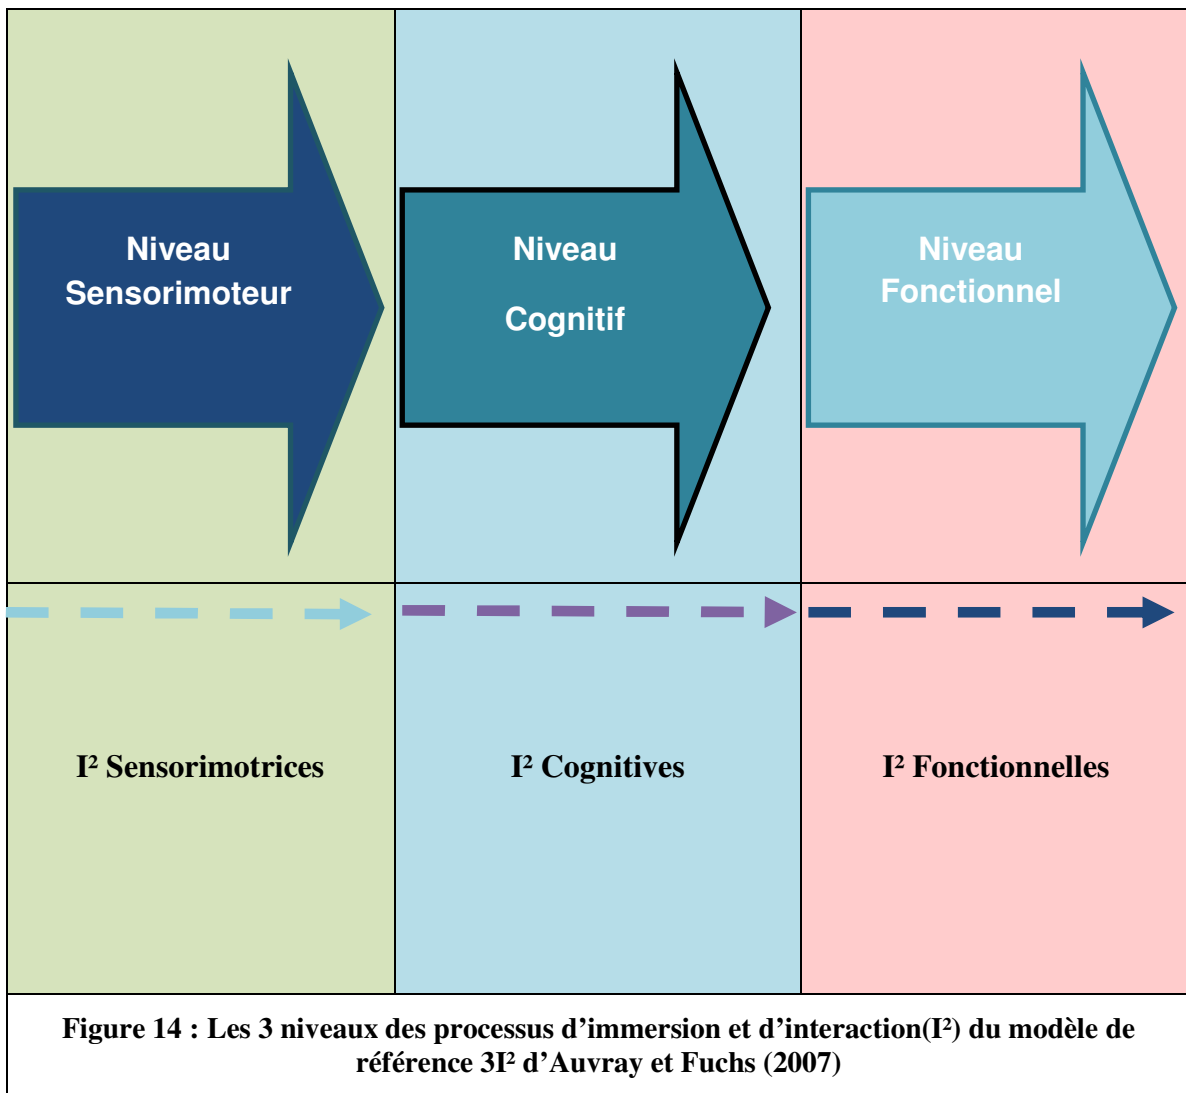 Niveau
Sensorimoteur
Niveau
Cognitif
Niveau
Fonctionnel
I² Sensorimotrices
I² Cognitives
I² Fonctionnelles
Figure 14 : Les 3 niveaux des processus d’immersion et d’interaction(I²) du modèle de
référence 3I² d’Auvray et Fuchs (2007)